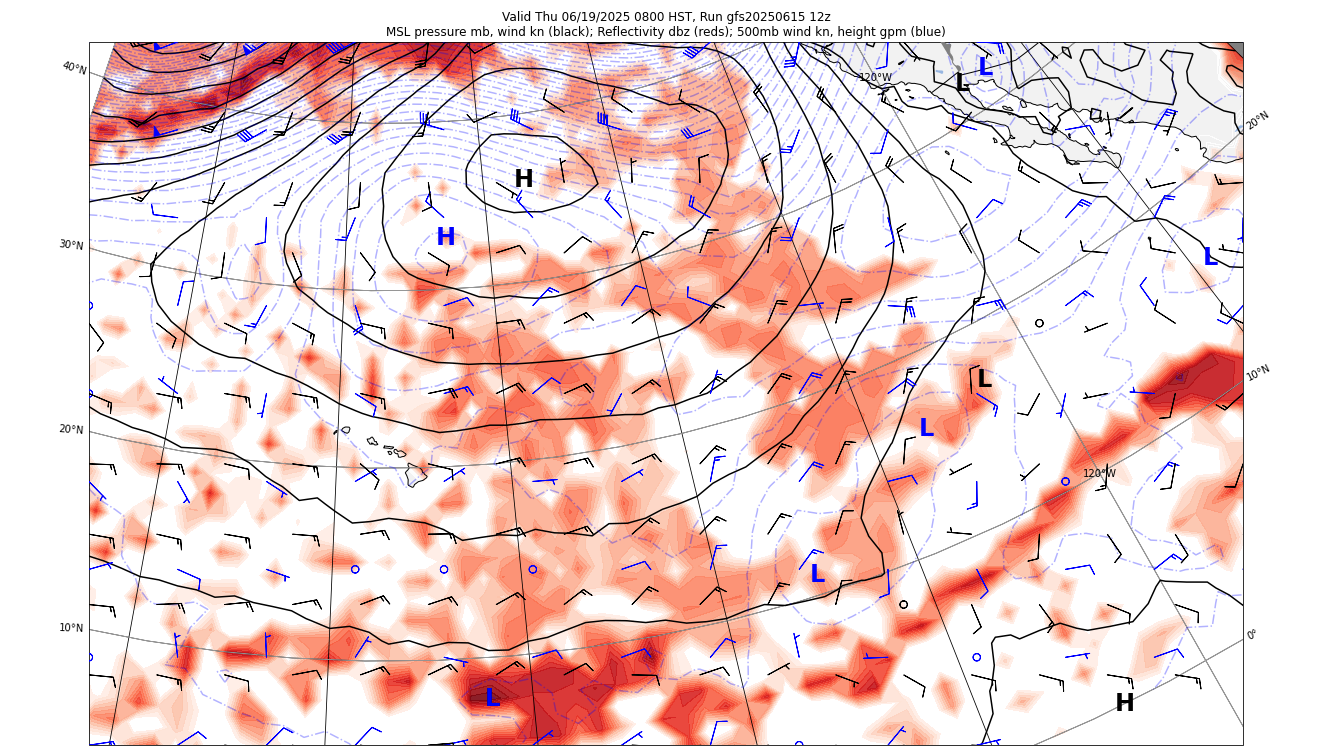 Valid Thu 06/19/2025 0800 HST, Run gfs20250615 12z
MSL pressure mb, wind kn (black); Reflectivity dbz (reds); 500mb wind kn, height gpm (blue)
40°N
120°W
L
L
20°N
H
H
30°N
L
10°N
L
L
20°N
120°W
L
10°N
0°
L
H